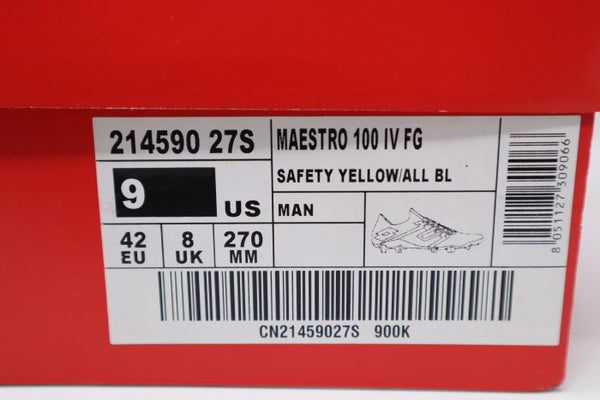 214590 27S
MAESTRO 100 IV FG
SAFETY YELLOW/ALL BL
9 US
MAN
42 EU
8 UK
270 MM
8 051127 309066
CN21459027S 900K